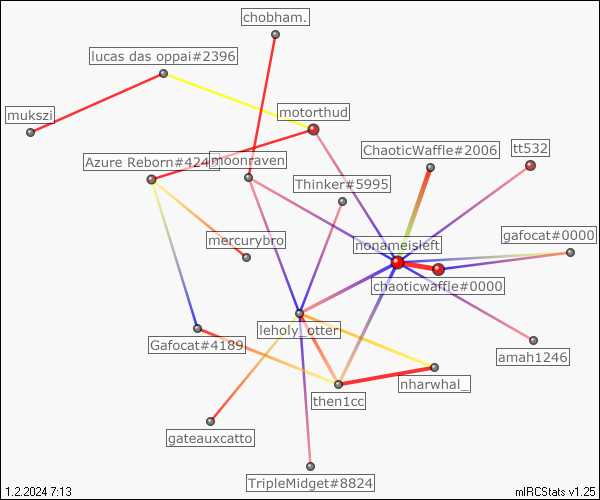 chobham.
lucas das oppai#2396
mukszi
motorthud
ChaoticWaffle#2006
tt532
Azure Reborn#424
moonraven
Thinker#5995
gafocat#0000
mercurybro
nonameisleft
chaoticwaffle#0000
leholy_otter
Gafocat#4189
amah1246
nharwhal_
then1cc
gateauxcatto
TripleMidget#8824
1.2.2024 7:13
mIRCStats v1.25